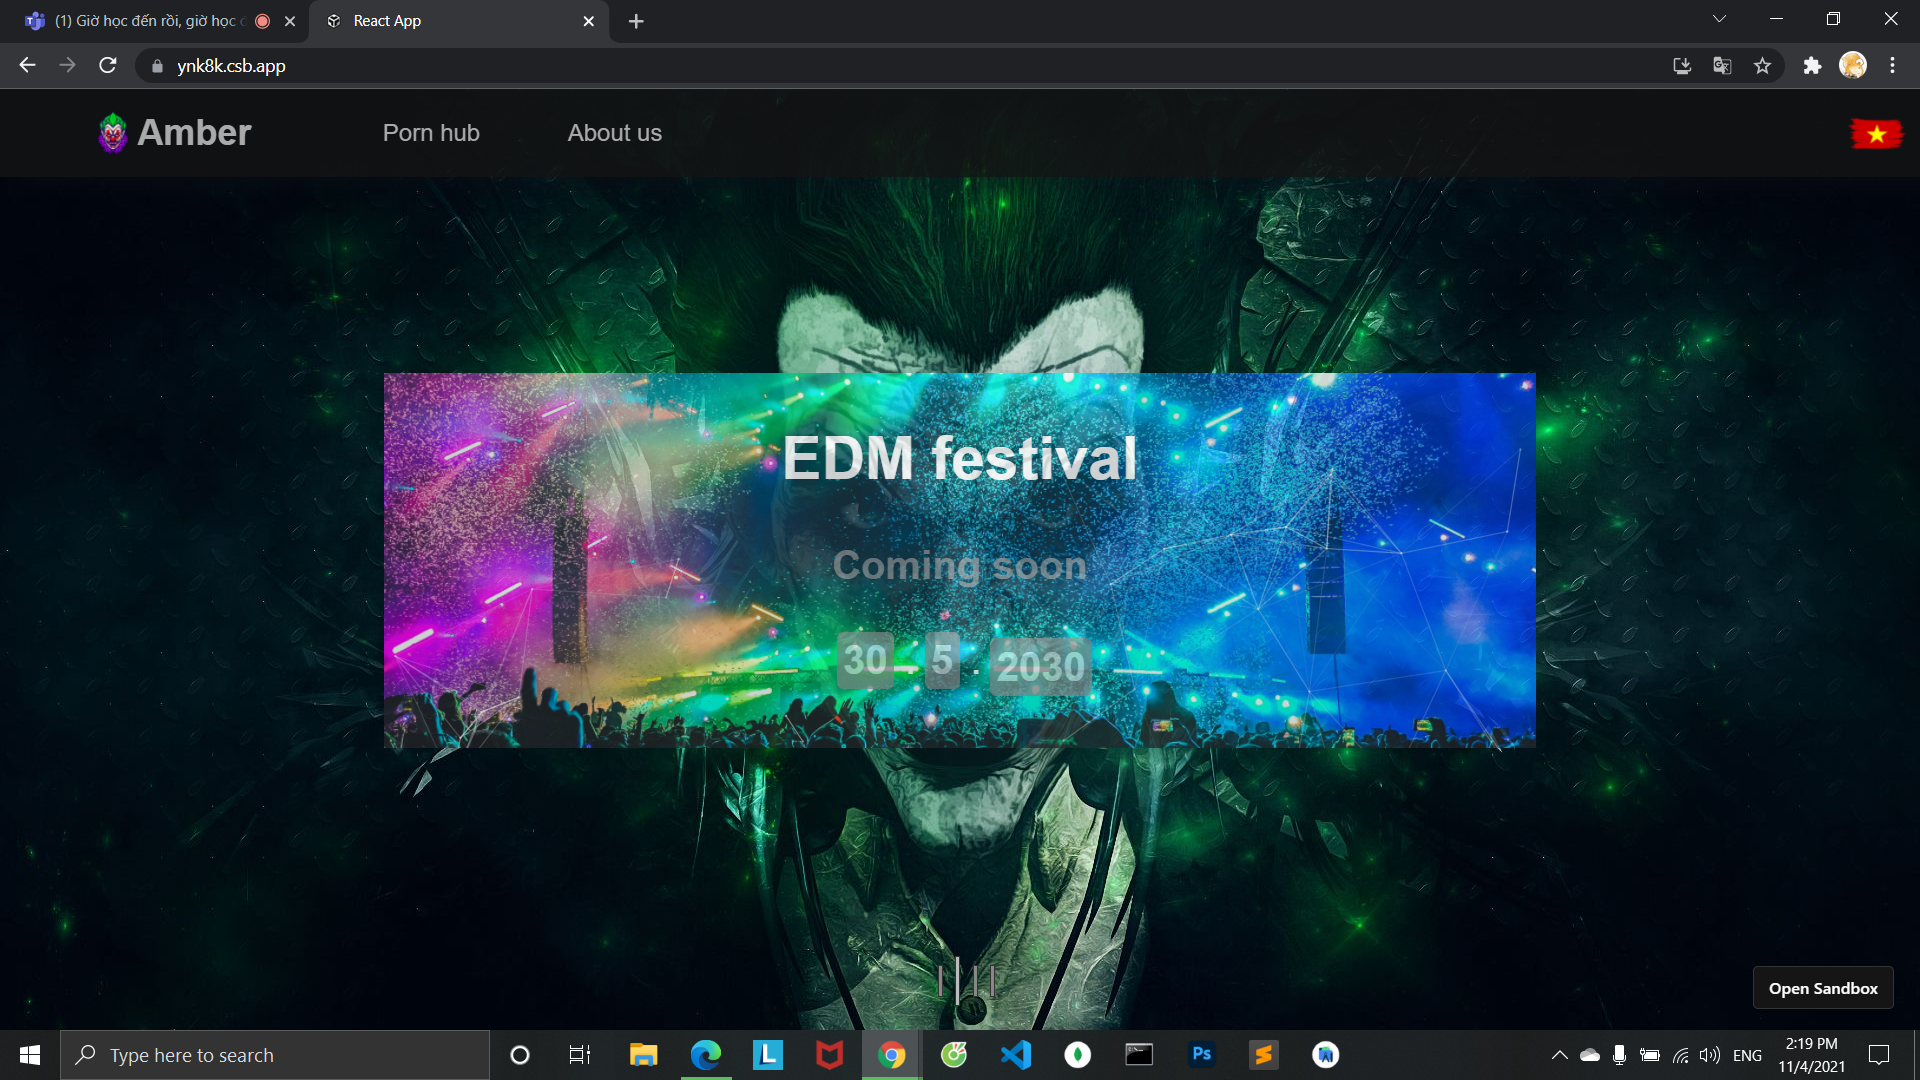 (1) Giờ học đến rồi, giờ học
React App
ynk8k.csb.app
Amber
Porn hub
About us
EDM festival
Coming soon
30 . 5 . 2030
Open Sandbox
Type here to search
L
Ps
ENG
2:19 PM
11/4/2021